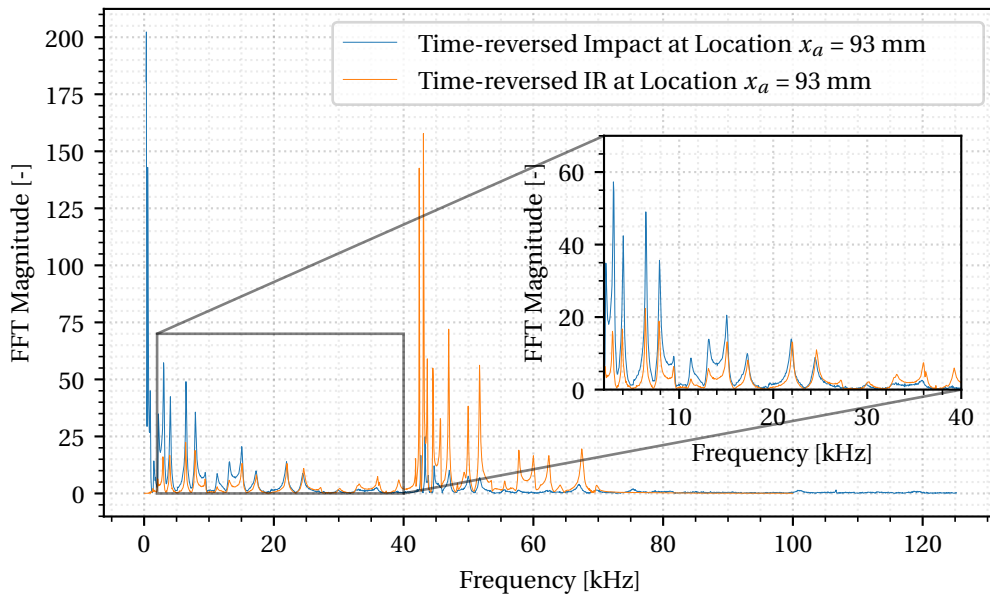 Time-reversed Impact at Location xₐ = 93 mm
Time-reversed IR at Location xₐ = 93 mm
FFT Magnitude [-]
200
175
150
125
100
75
50
25
0
0 20 40 60 80 100 120
Frequency [kHz]
FFT Magnitude [-]
60
40
20
0
10 20 30 40
Frequency [kHz]